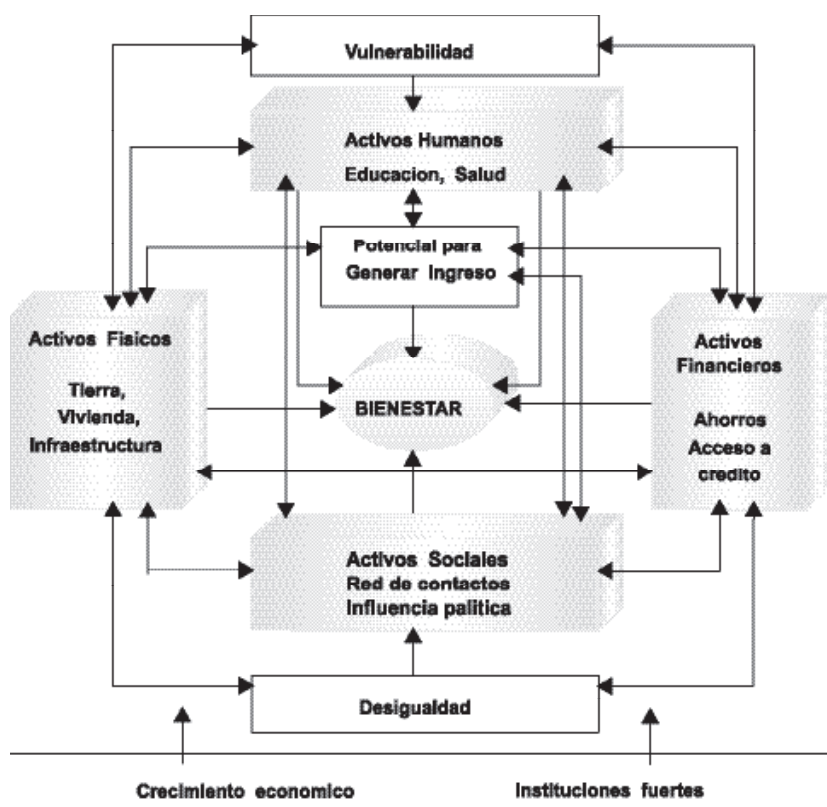 Vulnerabilidad
Activos Humanos
Educacion, Salud
Potencial para
Generar Ingreso
Activos Fisicos
Tierra,
Vivienda,
Infraestructura
BIENESTAR
Activos
Financieros
Ahorros
Acceso a
credito
Activos Sociales
Red de contactos
Influencia palitica
Desigualdad
Crecimiento economico
Instituciones fuertes